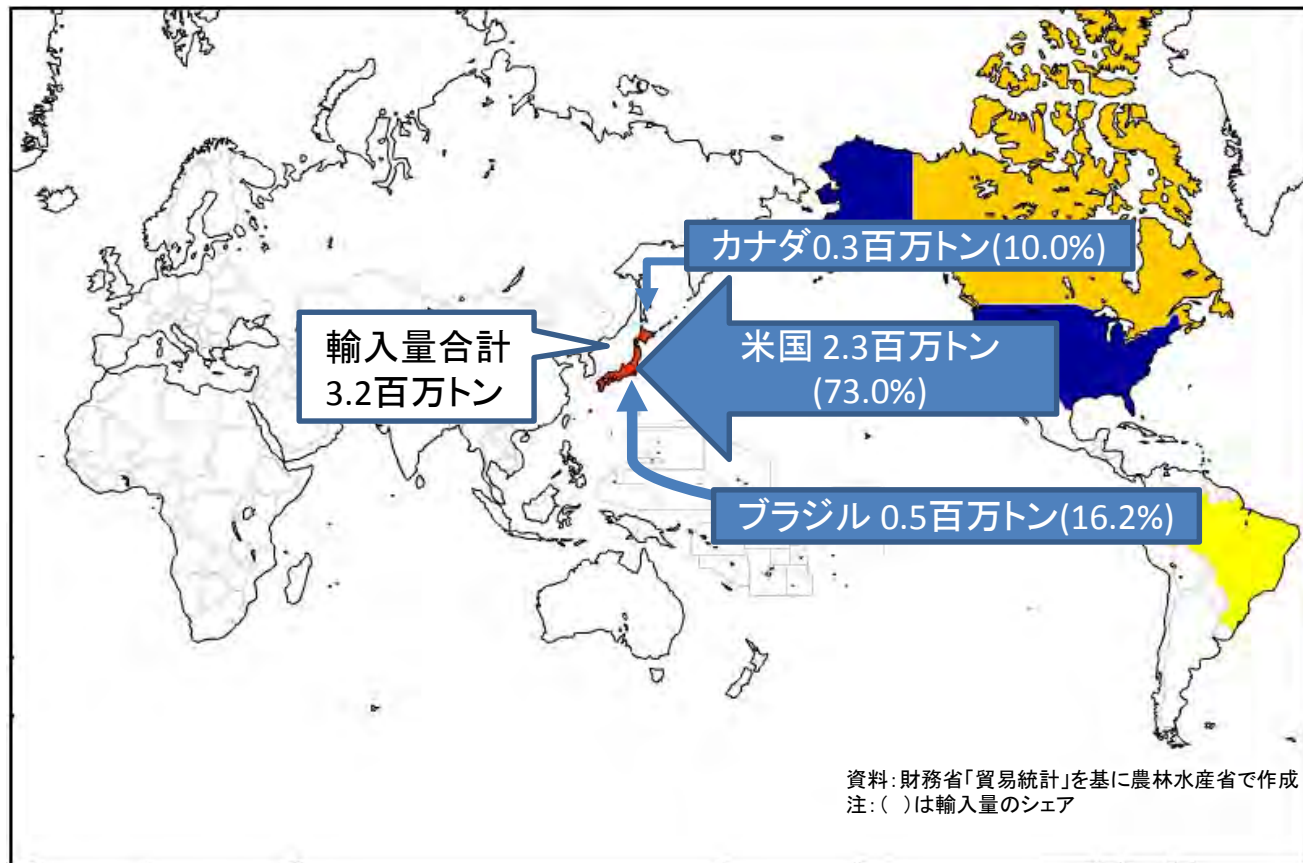 カナダ0.3百万トン(10.0%)
輸入量合計
3.2百万トン
米国 2.3百万トン
(73.0%)
ブラジル 0.5百万トン(16.2%)
資料:財務省「貿易統計」を基に農林水産省で作成
注:( )は輸入量のシェア